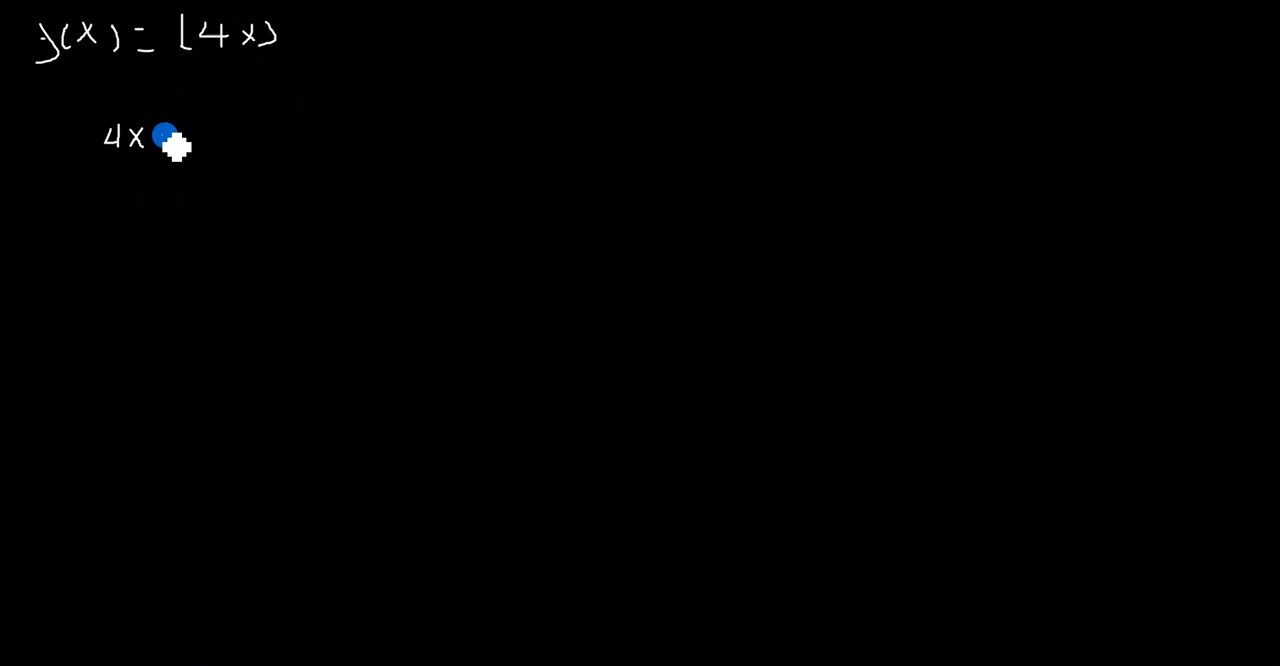 y(x) = ⌊4x⌋
4x